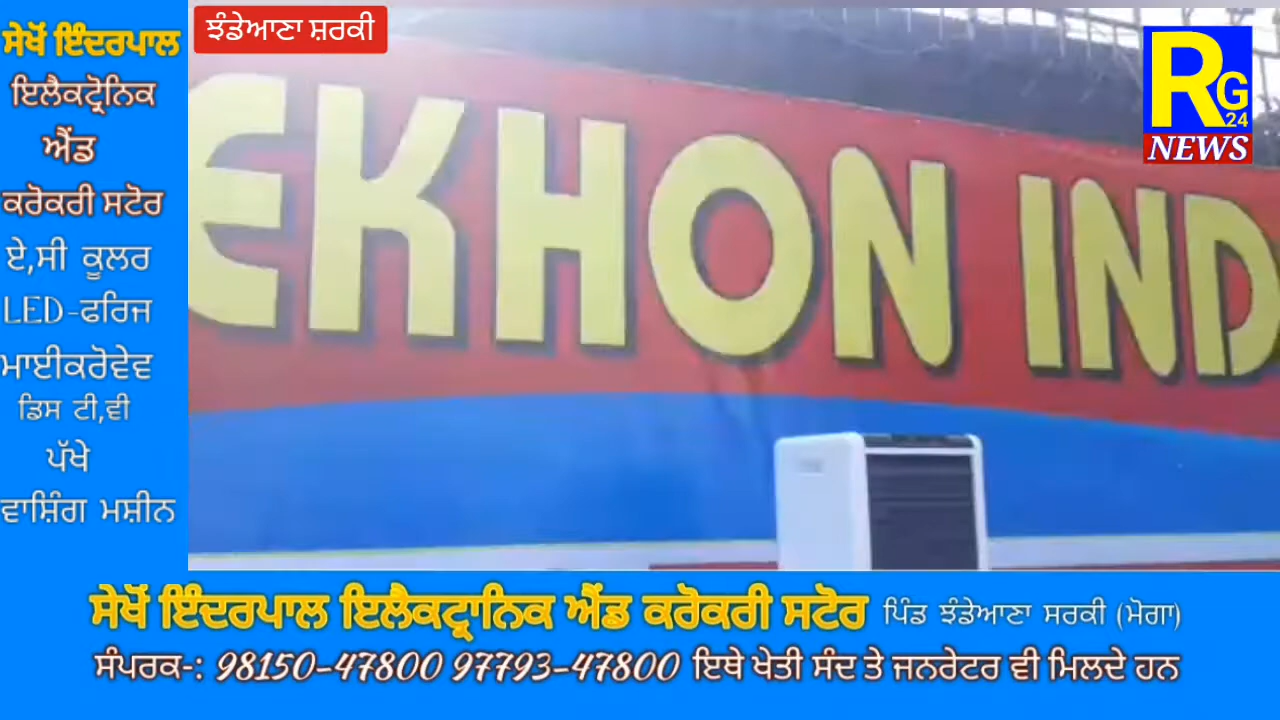 ਸੇਖੋਂ ਇੰਦਰਪਾਲ
ਇਲੈਕਟ੍ਰੋਨਿਕ
ਐਂਡ
ਕਰੋਕਰੀ ਸਟੋਰ
ਏ,ਸੀ ਕੂਲਰ
LED-ਫਰਿਜ
ਮਾਈਕਰੋਵੇਵ
ਡਿਸ ਟੀ,ਵੀ
ਪੱਖੇ
ਵਾਸ਼ਿੰਗ ਮਸ਼ੀਨ
ਝੰਡੇਆਣਾ ਸ਼ਰਕੀ
RG 24
NEWS
EKHON IND
ਸੇਖੋਂ ਇੰਦਰਪਾਲ ਇਲੈਕਟ੍ਰਾਨਿਕ ਐਂਡ ਕਰੋਕਰੀ ਸਟੋਰ ਪਿੰਡ ਝੰਡੇਆਣਾ ਸਰਕੀ (ਮੋਗਾ)
ਸੰਪਰਕ-: 98150-47800 97793-47800 ਇਥੇ ਖੇਤੀ ਸੰਦ ਤੇ ਜਨਰੇਟਰ ਵੀ ਮਿਲਦੇ ਹਨ